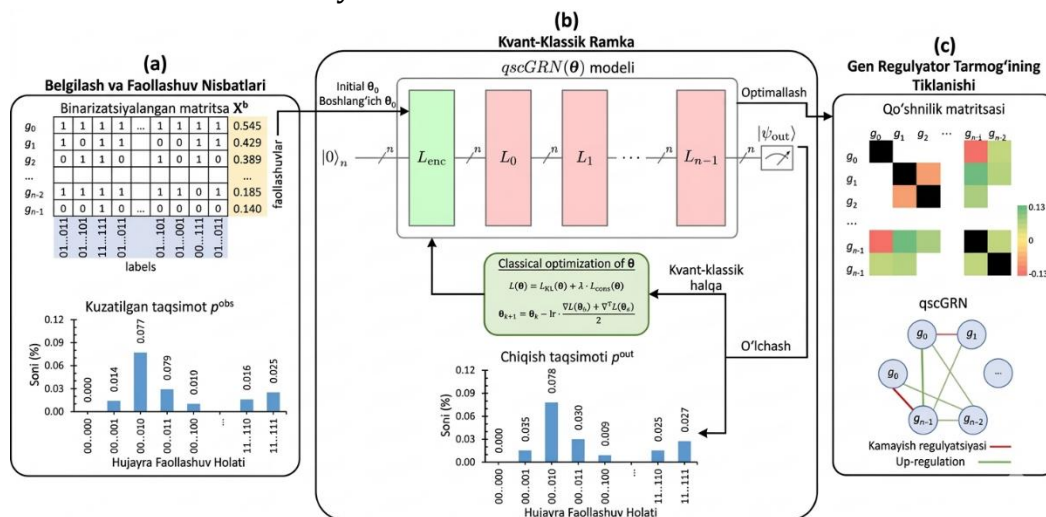 (a)
Belgilash va Faollashuv Nisbatlari
Binarizatsiyalangan matritsa X^b
g₀ 1 1 1 1 ... 1 1 1 1 0.545
g₁ 1 1 1 1 ... 0 0 1 1 0.429
g₂ 0 1 1 0 ... 1 0 1 0 0.389
... ... ...
gₙ₋₂ 1 1 1 1 ... 1 1 0 1 0.185
gₙ₋₁ 0 0 1 0 ... 0 0 0 0 0.140
faollashuvlar
01...011 01...101 11...111 01...011 01...101 01...001 00...111 01...011
labels
Kuzatilgan taqsimot p^obs
Soni (%)
0.12
0.09
0.06
0.03
0.00
0.000 0.014 0.077 0.079 0.010 0.016 0.025
00..000 00..001 00..010 00..011 00..100 ... 11...110 11...111
Hujayra Faollashuv Holati
(b)
Kvant-Klassik Ramka
qscGRN(θ) modeli
Initial θ₀
Boshlang‘ich θ₀
Optimallash
|0⟩ₙ n L_enc n L₀ n L₁ n ... n Lₙ₋₁ n |ψ_out⟩
Classical optimization of θ
L(θ) = L_KL(θ) + λ · L_cons(θ)
θₖ₊₁ = θₖ − lr · (∇L(θₖ) + ∇ᵀL(θₖ)) / 2
Kvant-klassik
halqa
O‘lchash
Chiqish taqsimoti p^out
Soni (%)
0.12
0.09
0.06
0.03
0.00
0.000 0.035 0.078 0.030 0.009 0.025 0.027
00...000 00...001 00...010 00...011 00...100 ... 11...110 11...111
Hujayra Faollashuv Holati
(c)
Gen Regulyator Tarmog‘ining
Tiklanishi
Qo‘shnilik matritsasi
g₀ g₁ g₂ ... gₙ₋₁ gₙ₋₂
g₀
g₁
g₂
...
gₙ₋₁
gₙ₋₁
0.13
-0.13
qscGRN
g₀ g₁
g₀ ...
gₙ₋₁ gₙ₋₂
Kamayish regulyatsiyasi
Up-regulation